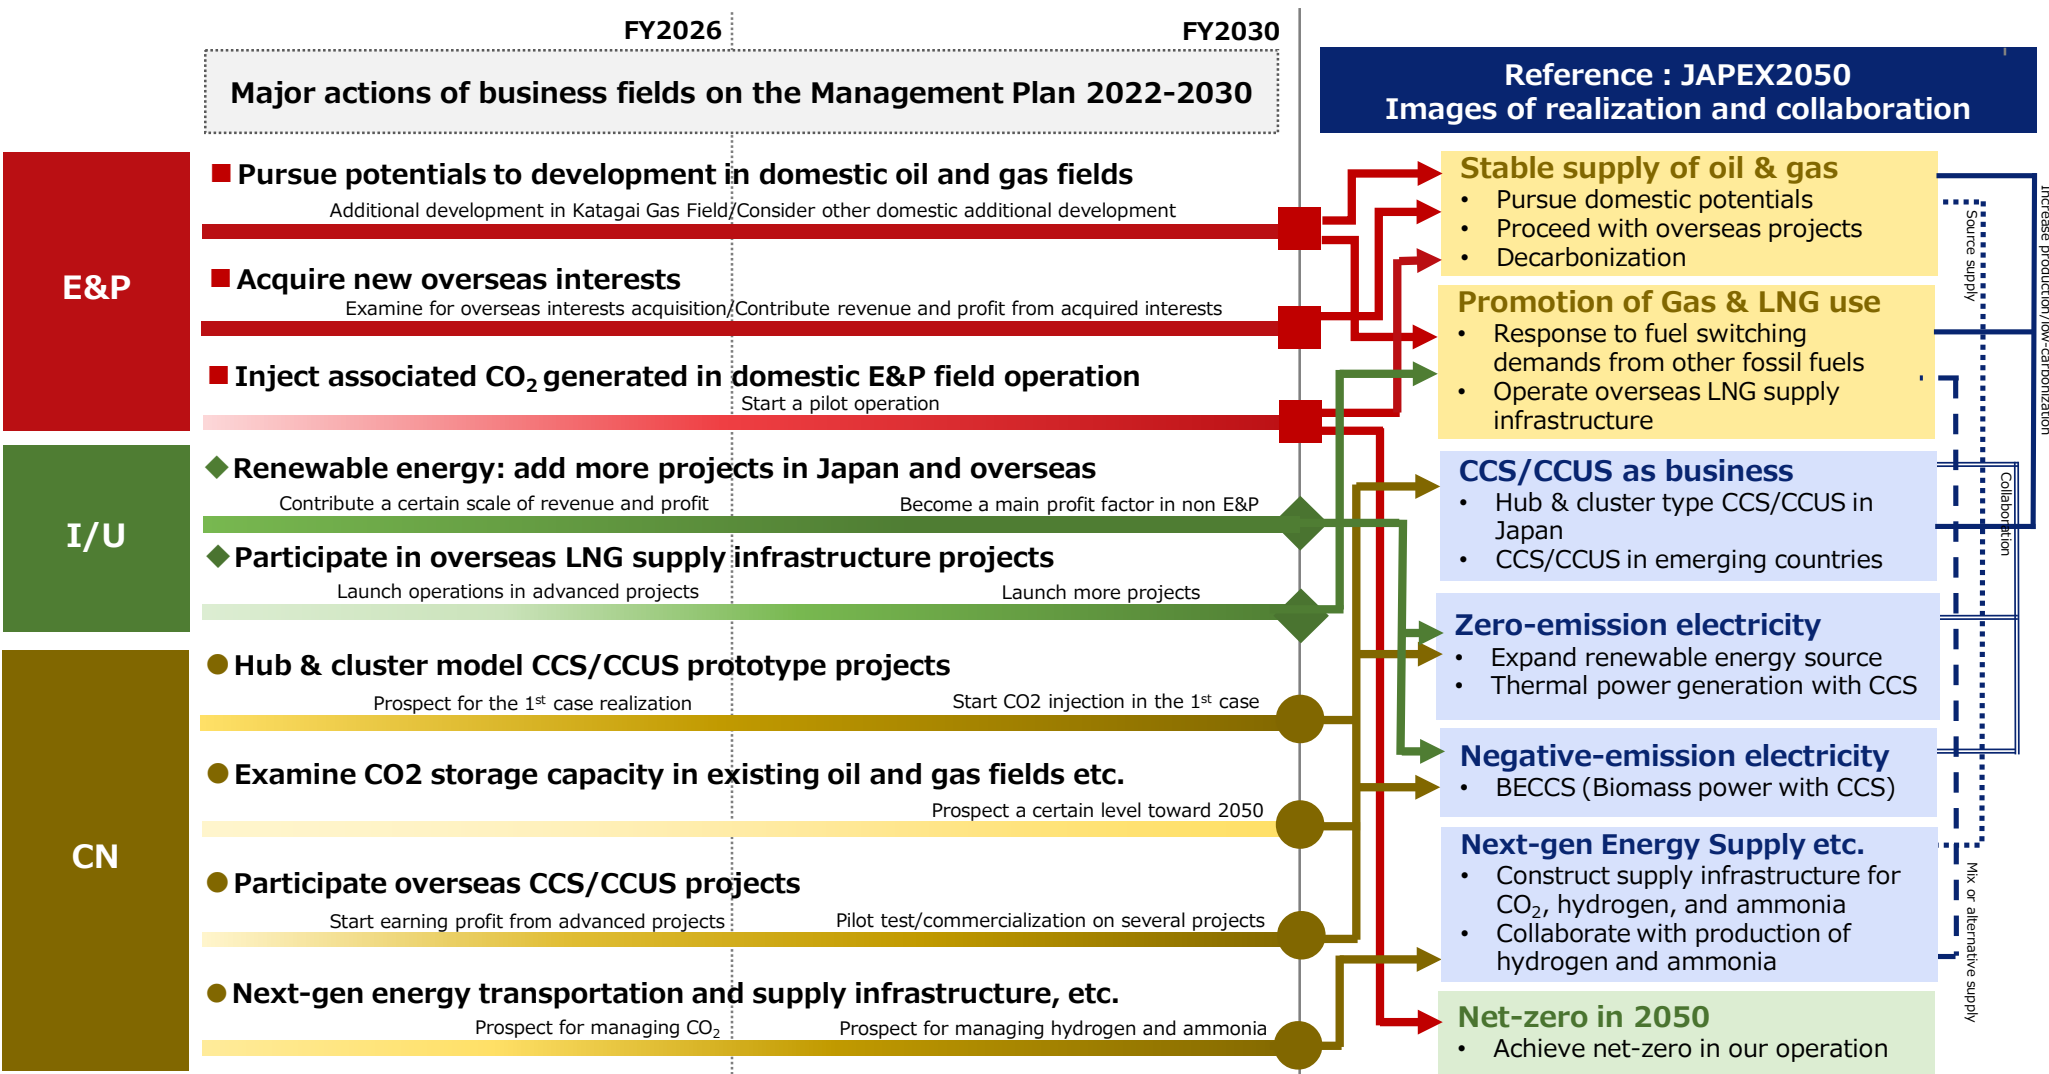 FY2026
FY2030
Major actions of business fields on the Management Plan 2022-2030
Reference : JAPEX2050
Images of realization and collaboration
E&P
■ Pursue potentials to development in domestic oil and gas fields
Additional development in Katagai Gas Field/Consider other domestic additional development
■ Acquire new overseas interests
Examine for overseas interests acquisition/Contribute revenue and profit from acquired interests
■ Inject associated CO₂ generated in domestic E&P field operation
Start a pilot operation
I/U
◆ Renewable energy: add more projects in Japan and overseas
Contribute a certain scale of revenue and profit
Become a main profit factor in non E&P
◆ Participate in overseas LNG supply infrastructure projects
Launch operations in advanced projects
Launch more projects
CN
● Hub & cluster model CCS/CCUS prototype projects
Prospect for the 1st case realization
Start CO2 injection in the 1st case
● Examine CO2 storage capacity in existing oil and gas fields etc.
Prospect a certain level toward 2050
● Participate overseas CCS/CCUS projects
Start earning profit from advanced projects
Pilot test/commercialization on several projects
● Next-gen energy transportation and supply infrastructure, etc.
Prospect for managing CO₂
Prospect for managing hydrogen and ammonia
Stable supply of oil & gas
• Pursue domestic potentials
• Proceed with overseas projects
• Decarbonization
Promotion of Gas & LNG use
• Response to fuel switching
demands from other fossil fuels
• Operate overseas LNG supply
infrastructure
CCS/CCUS as business
• Hub & cluster type CCS/CCUS in
Japan
• CCS/CCUS in emerging countries
Zero-emission electricity
• Expand renewable energy source
• Thermal power generation with CCS
Negative-emission electricity
• BECCS (Biomass power with CCS)
Next-gen Energy Supply etc.
• Construct supply infrastructure for
CO₂, hydrogen, and ammonia
• Collaborate with production of
hydrogen and ammonia
Net-zero in 2050
• Achieve net-zero in our operation
Source supply
Increase production/low-carbonization
Collaboration
Mix or alternative supply